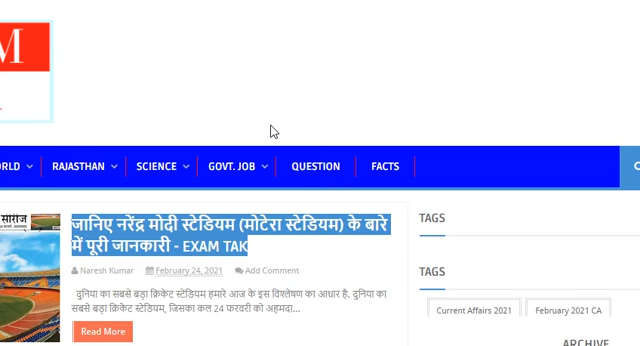 M
ORLD
RAJASTHAN
SCIENCE
GOVT. JOB
QUESTION
FACTS
सीरीज
जानिए नरेंद्र मोदी स्टेडियम (मोटेरा स्टेडियम) के बारे
में पूरी जानकारी - EXAM TAK
Naresh Kumar February 24, 2021 Add Comment
दुनिया का सबसे बड़ा क्रिकेट स्टेडियम हमारे आज के इस विश्लेषण का आधार है. दुनिया का
सबसे बड़ा क्रिकेट स्टेडियम, जिसका कल 24 फरवरी को अहमदा...
Read More
TAGS
TAGS
Current Affairs 2021
February 2021 CA
ARCHIVE